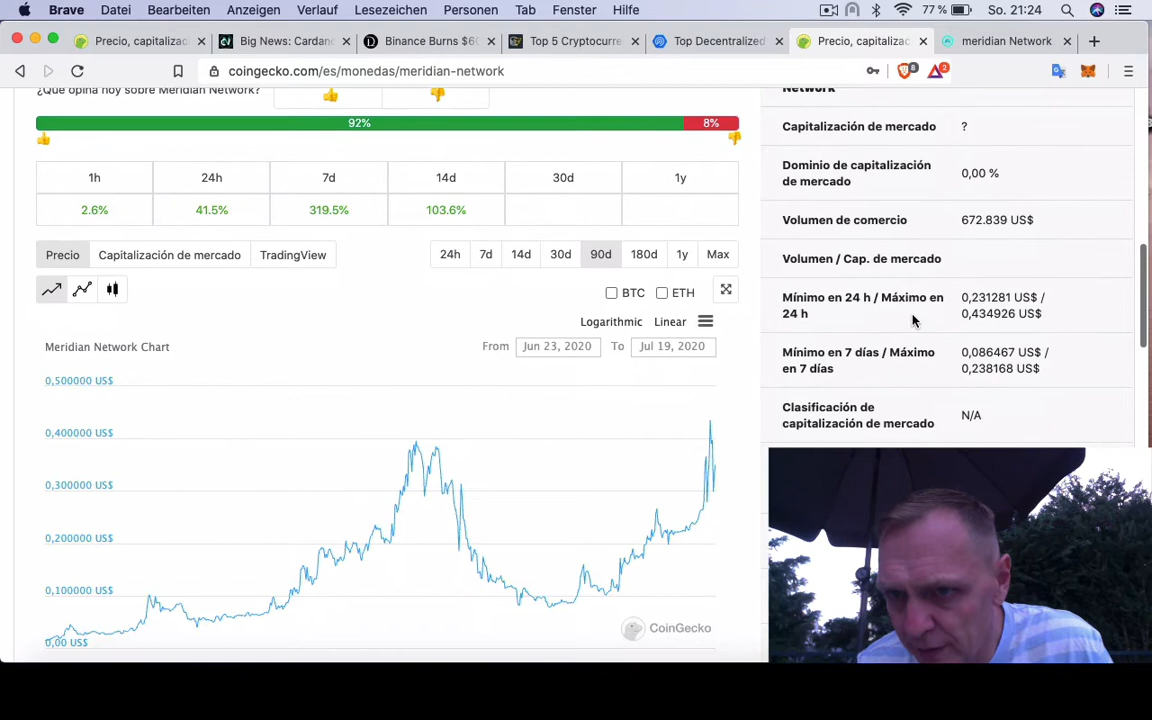 Brave Datei Bearbeiten Anzeigen Verlauf Lesezeichen Personen Tab Fenster Hilfe 77 % So. 21:24
Precio, capitalizac Big News: Cardan Binance Burns $60 Top 5 Cryptocurre Top Decentralized Precio, capitalizac meridian Network
coingecko.com/es/monedas/meridian-network 8 2
¿Qué opina hoy sobre Meridian Network?
92% 8%
1h 24h 7d 14d 30d 1y
2.6% 41.5% 319.5% 103.6%
Precio Capitalización de mercado TradingView 24h 7d 14d 30d 90d 180d 1y Max
BTC ETH
Logarithmic Linear
Meridian Network Chart From Jun 23, 2020 To Jul 19, 2020
0,500000 US$
0,400000 US$
0,300000 US$
0,200000 US$
0,100000 US$
0,00 US$
CoinGecko
Network
Capitalización de mercado ?
Dominio de capitalización
de mercado 0,00 %
Volumen de comercio 672.839 US$
Volumen / Cap. de mercado
Mínimo en 24 h / Máximo en 0,231281 US$ /
24 h 0,434926 US$
Mínimo en 7 días / Máximo 0,086467 US$ /
en 7 días 0,238168 US$
Clasificación de
capitalización de mercado N/A